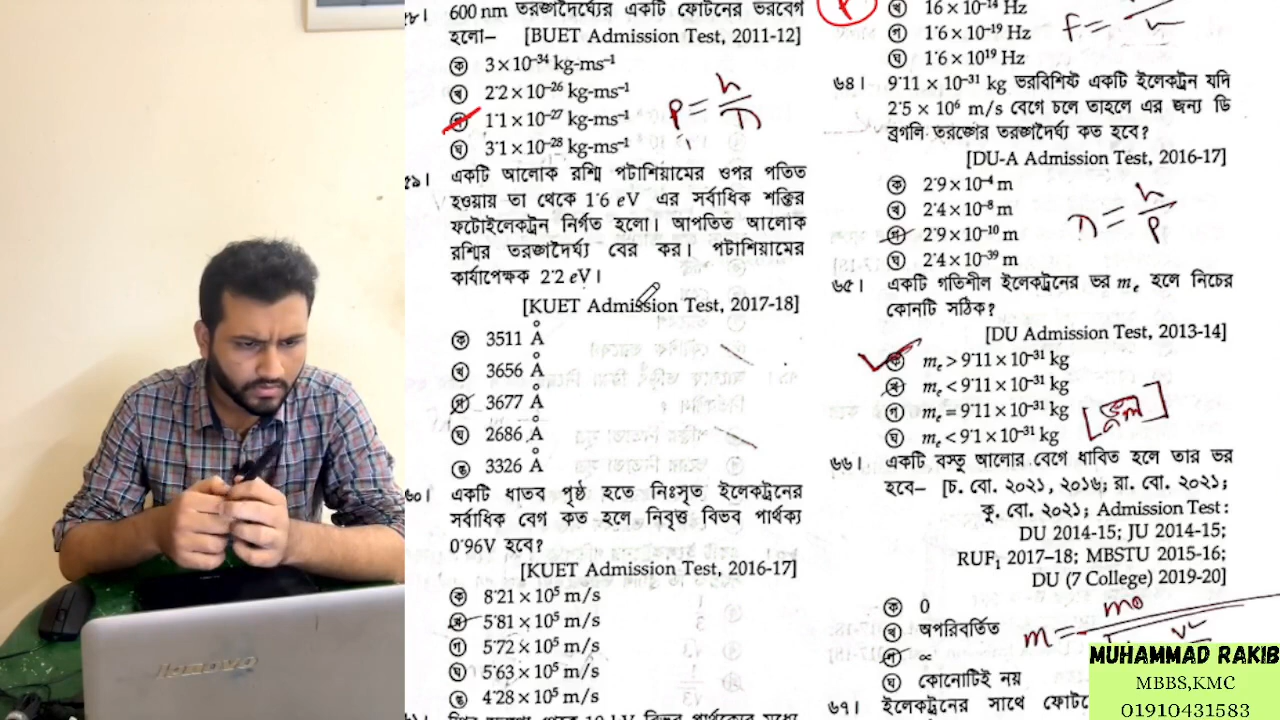 ৫৮। 600 nm তরঙ্গদৈর্ঘ্যের একটি ফোটনের ভরবেগ
হলো– [BUET Admission Test, 2011-12]
ক 3 × 10⁻³⁴ kg-ms⁻¹
খ 2·2 × 10⁻²⁶ kg-ms⁻¹
গ 1·1 × 10⁻²⁷ kg-ms⁻¹
ঘ 3·1 × 10⁻²⁸ kg-ms⁻¹
p = h/λ
৫৯। একটি আলোক রশ্মি পটাশিয়ামের ওপর পতিত
হওয়ায় তা থেকে 1·6 eV এর সর্বাধিক শক্তির
ফটোইলেকট্রন নির্গত হলো। আপতিত আলোক
রশ্মির তরঙ্গদৈর্ঘ্য বের কর। পটাশিয়ামের
কার্যাপেক্ষক 2·2 eV।
[KUET Admission Test, 2017-18]
ক 3511 Å
খ 3656 Å
গ 3677 Å
ঘ 2686 Å
ঙ 3326 Å
৬০। একটি ধাতব পৃষ্ঠ হতে নিঃসৃত ইলেকট্রনের
সর্বাধিক বেগ কত হলে নিবৃত্ত বিভব পার্থক্য
0·96V হবে?
[KUET Admission Test, 2016-17]
ক 8·21 × 10⁵ m/s
খ 5·81 × 10⁵ m/s
গ 5·72 × 10⁵ m/s
ঘ 5·63 × 10⁵ m/s
ঙ 4·28 × 10⁵ m/s
খ 16 × 10⁻¹⁴ Hz
গ 1·6 × 10⁻¹⁹ Hz
ঘ 1·6 × 10¹⁹ Hz
f =
৬৪। 9·11 × 10⁻³¹ kg ভরবিশিষ্ট একটি ইলেকট্রন যদি
2·5 × 10⁶ m/s বেগে চলে তাহলে এর জন্য ডি
ব্রগলি তরঙ্গের তরঙ্গদৈর্ঘ্য কত হবে?
[DU-A Admission Test, 2016-17]
ক 2·9 × 10⁻⁴ m
খ 2·4 × 10⁻⁸ m
গ 2·9 × 10⁻¹⁰ m
ঘ 2·4 × 10⁻³⁹ m
λ = h/p
৬৫। একটি গতিশীল ইলেকট্রনের ভর mₑ হলে নিচের
কোনটি সঠিক?
[DU Admission Test, 2013-14]
ক mₑ > 9·11 × 10⁻³¹ kg
খ mₑ < 9·11 × 10⁻³¹ kg
গ mₑ = 9·11 × 10⁻³¹ kg
ঘ mₑ < 9·1 × 10⁻³¹ kg
[ভুল]
৬৬। একটি বস্তু আলোর বেগে ধাবিত হলে তার ভর
হবে– [চ. বো. ২০২১, ২০১৬; রা. বো. ২০২১;
কু. বো. ২০২১; Admission Test :
DU 2014-15; JU 2014-15;
RUF₁ 2017–18; MBSTU 2015-16;
DU (7 College) 2019-20]
ক 0
খ অপরিবর্তিত
গ ∝
ঘ কোনোটিই নয়
m = m₀
৬৭। ইলেকট্রনের সাথে
lenovo
MUHAMMAD RAKIB
MBBS,KMC
01910431583